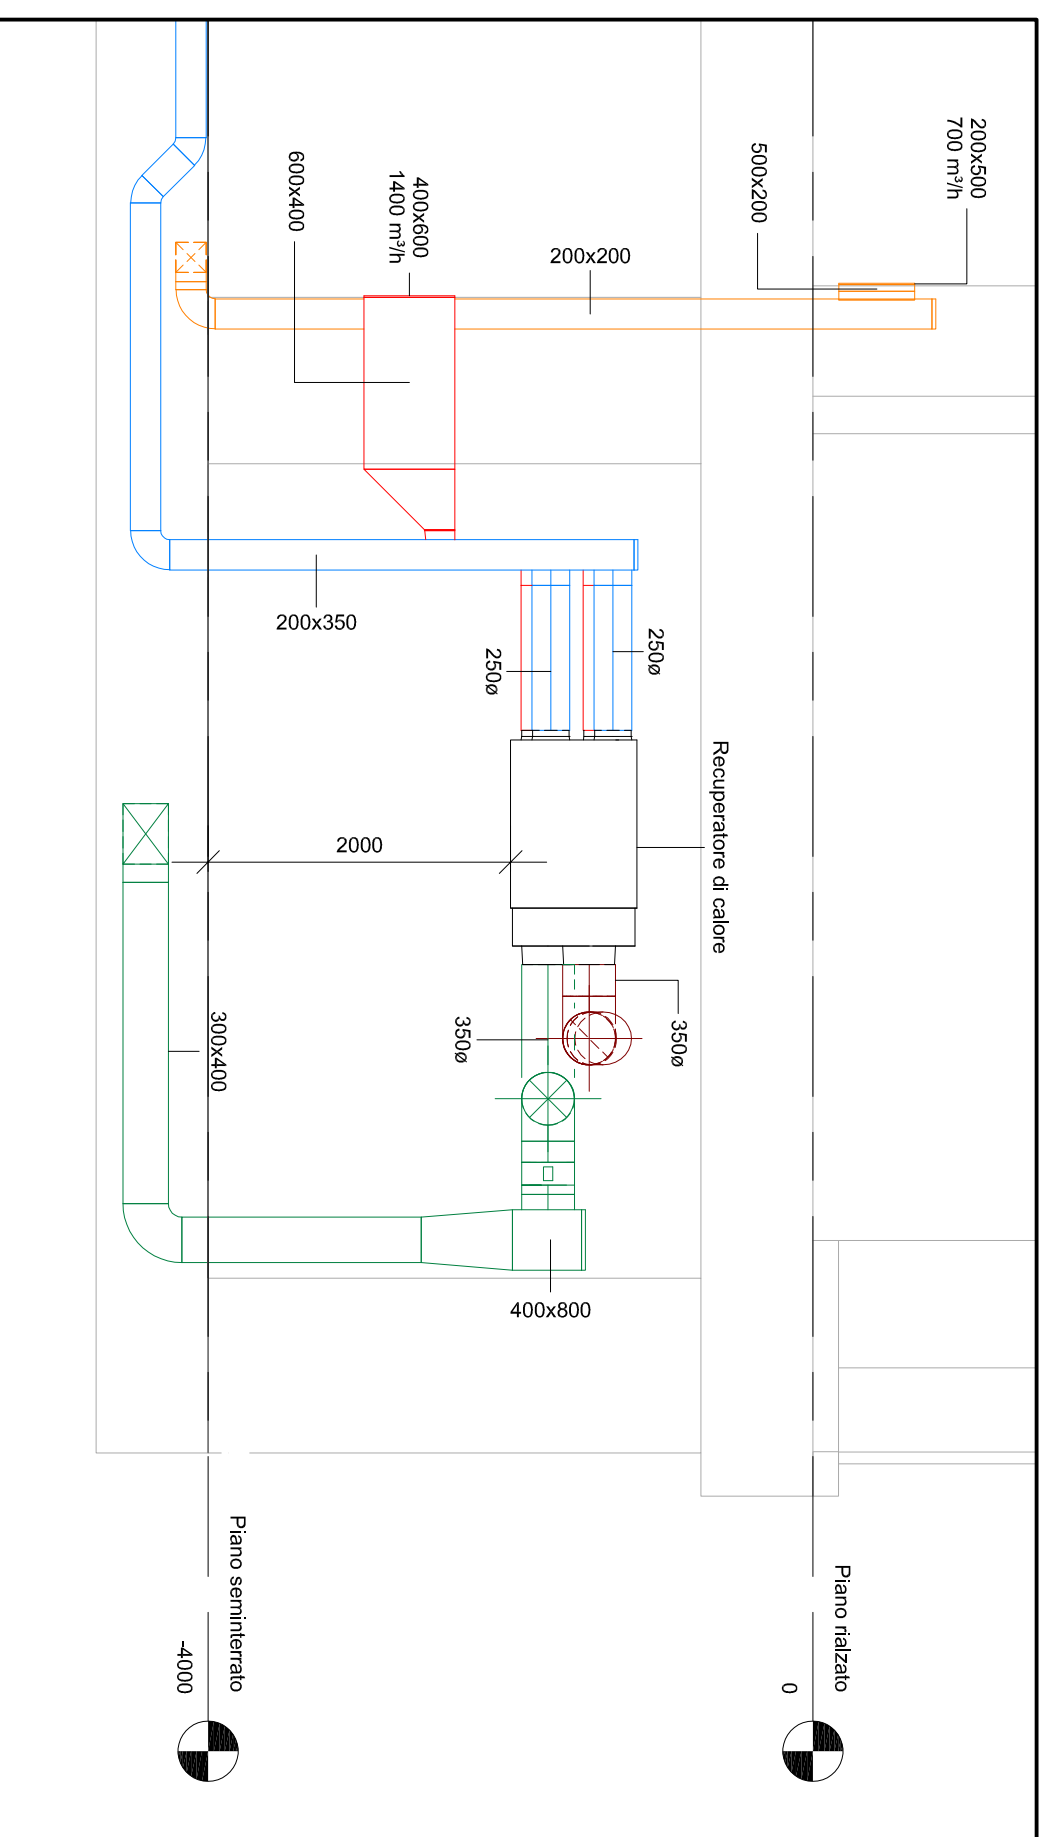 200x500
700 m³/h
500x200
400x600
1400 m³/h
600x400
200x200
200x350
250ø
250ø
Recuperatore di calore
2000
350ø
350ø
300x400
400x800
Piano rialzato
0
Piano seminterrato
-4000